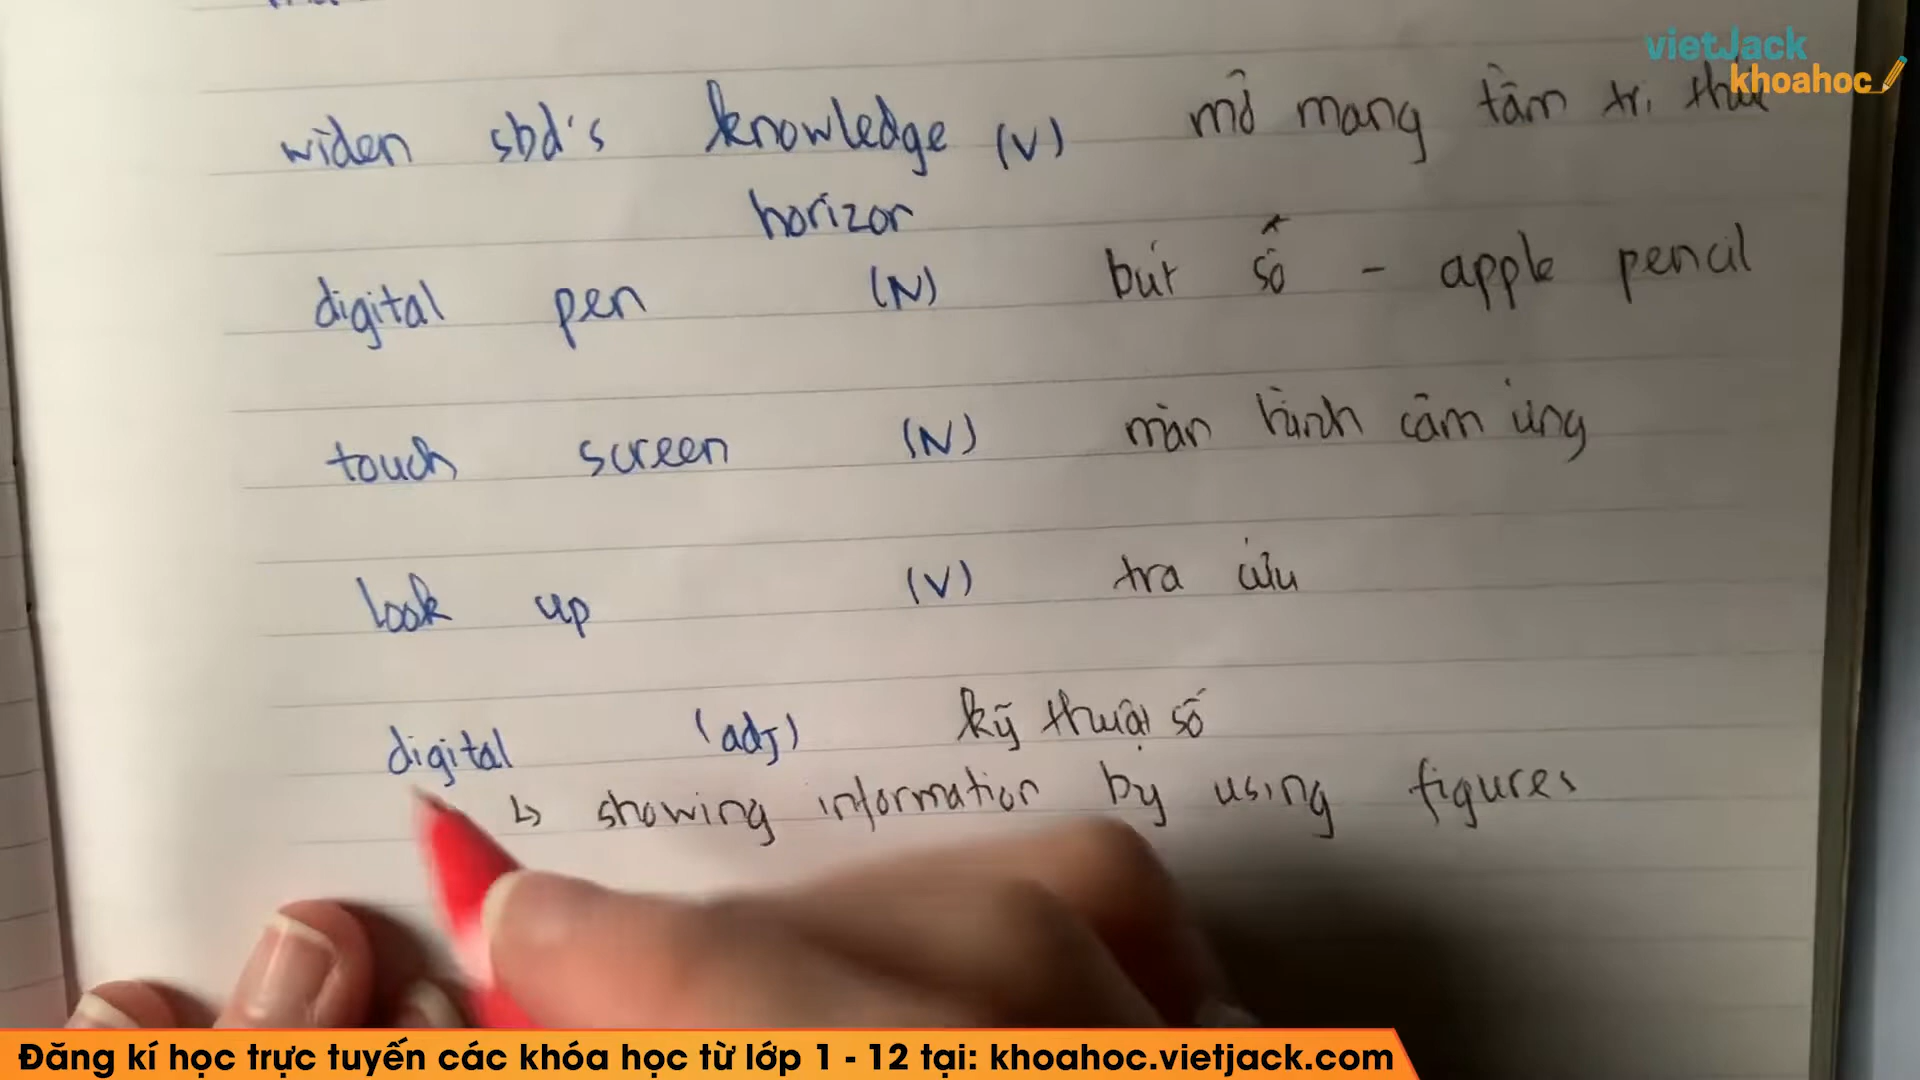 vietJack
khoahoc
widen sbd's knowledge (V) mở mang tầm tri thức
horizon
digital pen (N) bút số - apple pencil
touch screen (N) màn hình cảm ứng
look up (V) tra cứu
digital (adj) kỹ thuật số
↳ showing information by using figures
Đăng kí học trực tuyến các khóa học từ lớp 1 - 12 tại: khoahoc.vietjack.com